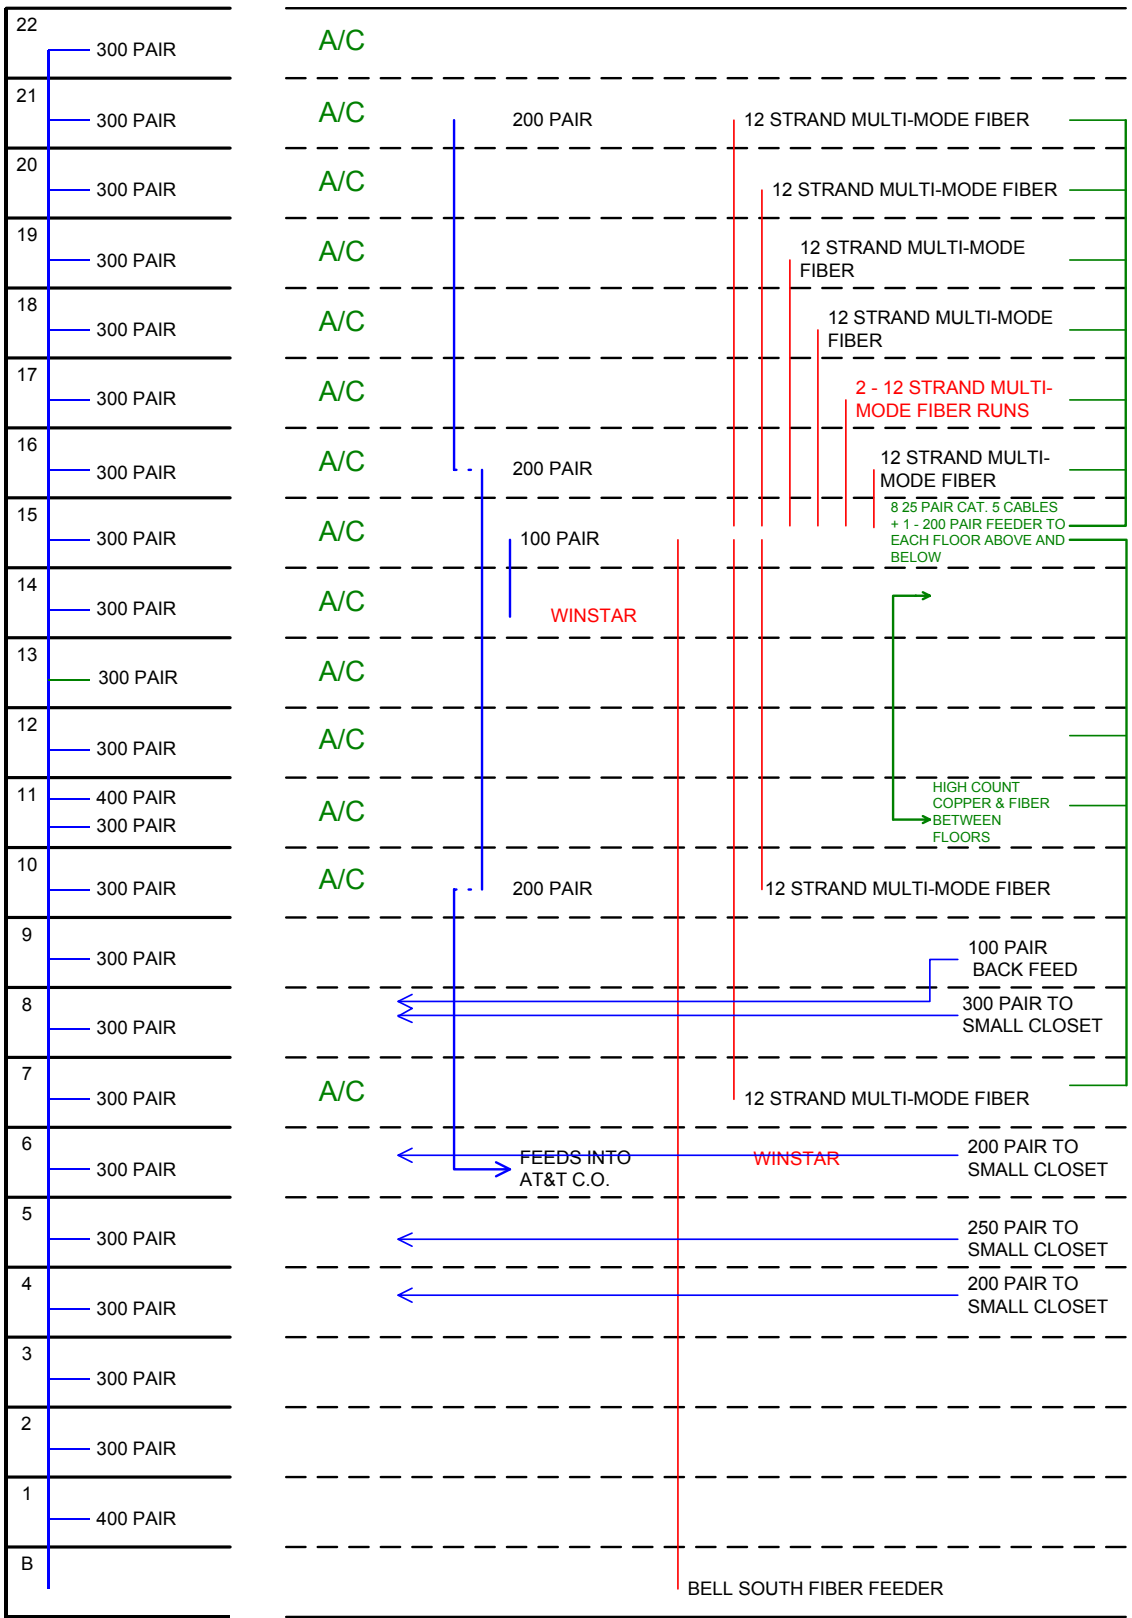 22
300 PAIR
A/C
21
300 PAIR
A/C
200 PAIR
12 STRAND MULTI-MODE FIBER
20
300 PAIR
A/C
12 STRAND MULTI-MODE FIBER
19
300 PAIR
A/C
12 STRAND MULTI-MODE
FIBER
18
300 PAIR
A/C
12 STRAND MULTI-MODE
FIBER
17
300 PAIR
A/C
2 - 12 STRAND MULTI-
MODE FIBER RUNS
16
300 PAIR
A/C
200 PAIR
12 STRAND MULTI-
MODE FIBER
15
300 PAIR
A/C
100 PAIR
8 25 PAIR CAT. 5 CABLES
+ 1 - 200 PAIR FEEDER TO
EACH FLOOR ABOVE AND
BELOW
14
300 PAIR
A/C
WINSTAR
13
300 PAIR
A/C
12
300 PAIR
A/C
11
400 PAIR
300 PAIR
A/C
HIGH COUNT
COPPER & FIBER
BETWEEN
FLOORS
10
300 PAIR
A/C
200 PAIR
12 STRAND MULTI-MODE FIBER
9
300 PAIR
100 PAIR
BACK FEED
8
300 PAIR
300 PAIR TO
SMALL CLOSET
7
300 PAIR
A/C
12 STRAND MULTI-MODE FIBER
6
300 PAIR
FEEDS INTO
AT&T C.O.
WINSTAR
200 PAIR TO
SMALL CLOSET
5
300 PAIR
250 PAIR TO
SMALL CLOSET
4
300 PAIR
200 PAIR TO
SMALL CLOSET
3
300 PAIR
2
300 PAIR
1
400 PAIR
B
BELL SOUTH FIBER FEEDER